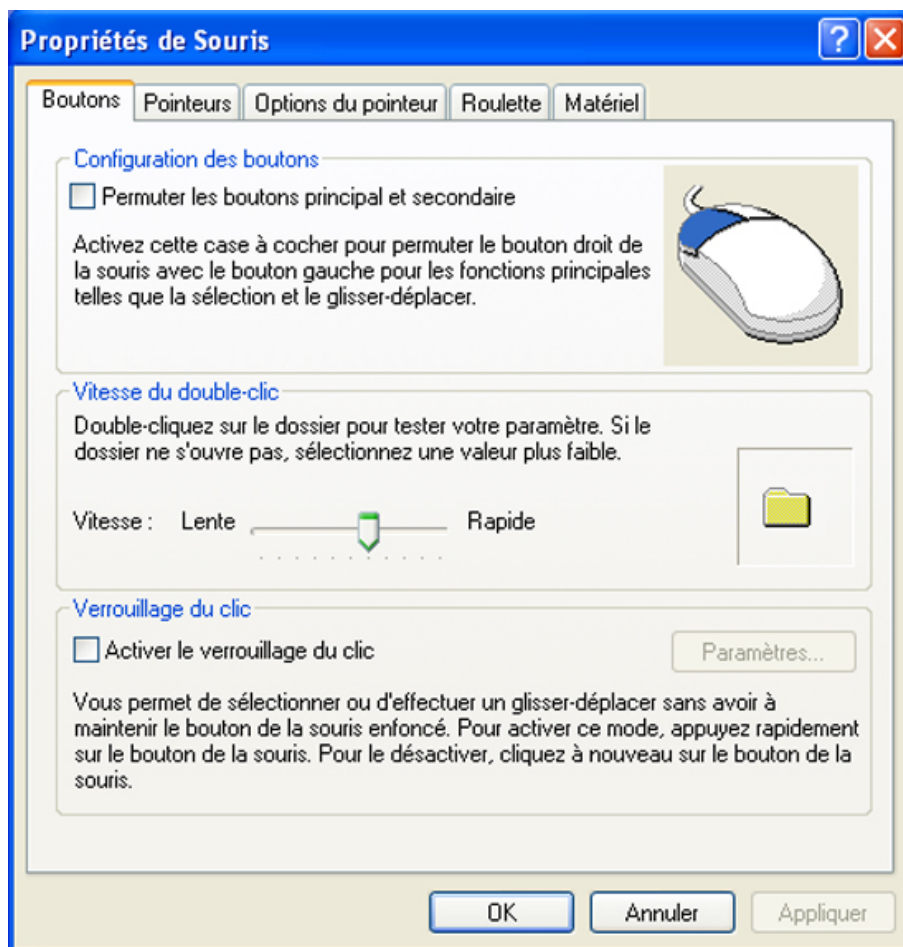 Propriétés de Souris
Boutons Pointeurs Options du pointeur Roulette Matériel
Configuration des boutons
Permuter les boutons principal et secondaire
Activez cette case à cocher pour permuter le bouton droit de
la souris avec le bouton gauche pour les fonctions principales
telles que la sélection et le glisser-déplacer.
Vitesse du double-clic
Double-cliquez sur le dossier pour tester votre paramètre. Si le
dossier ne s'ouvre pas, sélectionnez une valeur plus faible.
Vitesse : Lente Rapide
Verrouillage du clic
Activer le verrouillage du clic Paramètres...
Vous permet de sélectionner ou d'effectuer un glisser-déplacer sans avoir à
maintenir le bouton de la souris enfoncé. Pour activer ce mode, appuyez rapidement
sur le bouton de la souris. Pour le désactiver, cliquez à nouveau sur le bouton de la
souris.
OK Annuler Appliquer